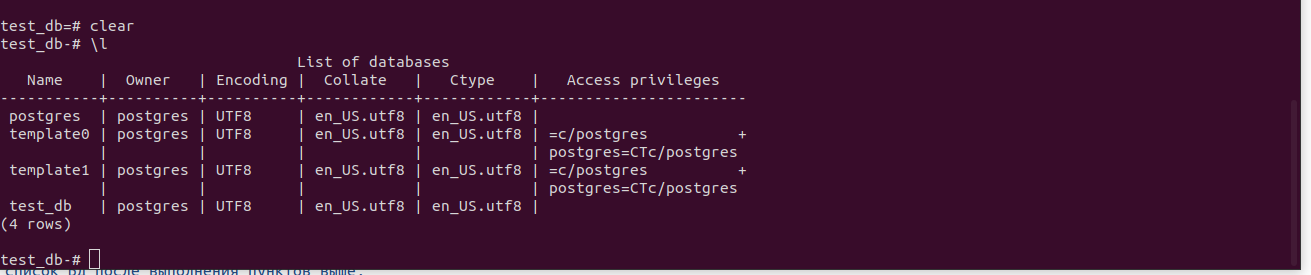 test_db=# clear
test_db-# \l
                                 List of databases
   Name    |  Owner   | Encoding |  Collate   |   Ctype    |   Access privileges
-----------+----------+----------+------------+------------+-----------------------
 postgres  | postgres | UTF8     | en_US.utf8 | en_US.utf8 |
 template0 | postgres | UTF8     | en_US.utf8 | en_US.utf8 | =c/postgres          +
           |          |          |            |            | postgres=CTc/postgres
 template1 | postgres | UTF8     | en_US.utf8 | en_US.utf8 | =c/postgres          +
           |          |          |            |            | postgres=CTc/postgres
 test_db   | postgres | UTF8     | en_US.utf8 | en_US.utf8 |
(4 rows)
test_db-#
список БД после выполнения пунктов выше,